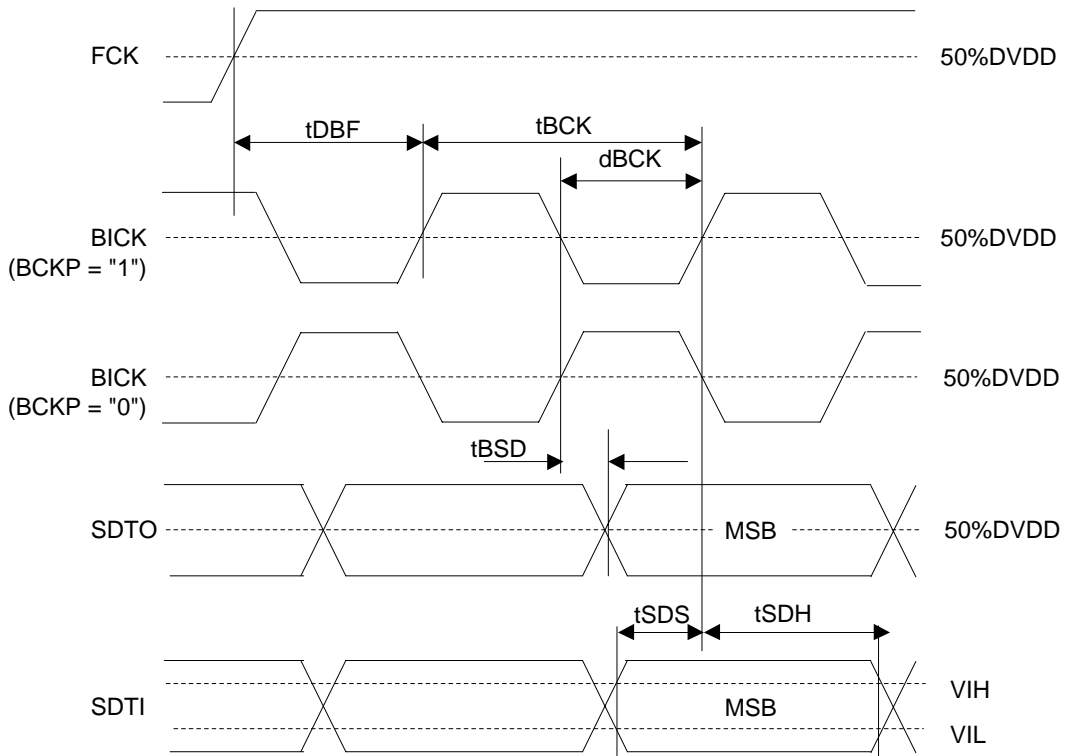 FCK
50%DVDD
tDBF
tBCK
dBCK
BICK
(BCKP = "1")
50%DVDD
BICK
(BCKP = "0")
50%DVDD
tBSD
SDTO
MSB
50%DVDD
tSDS
tSDH
SDTI
MSB
VIH
VIL